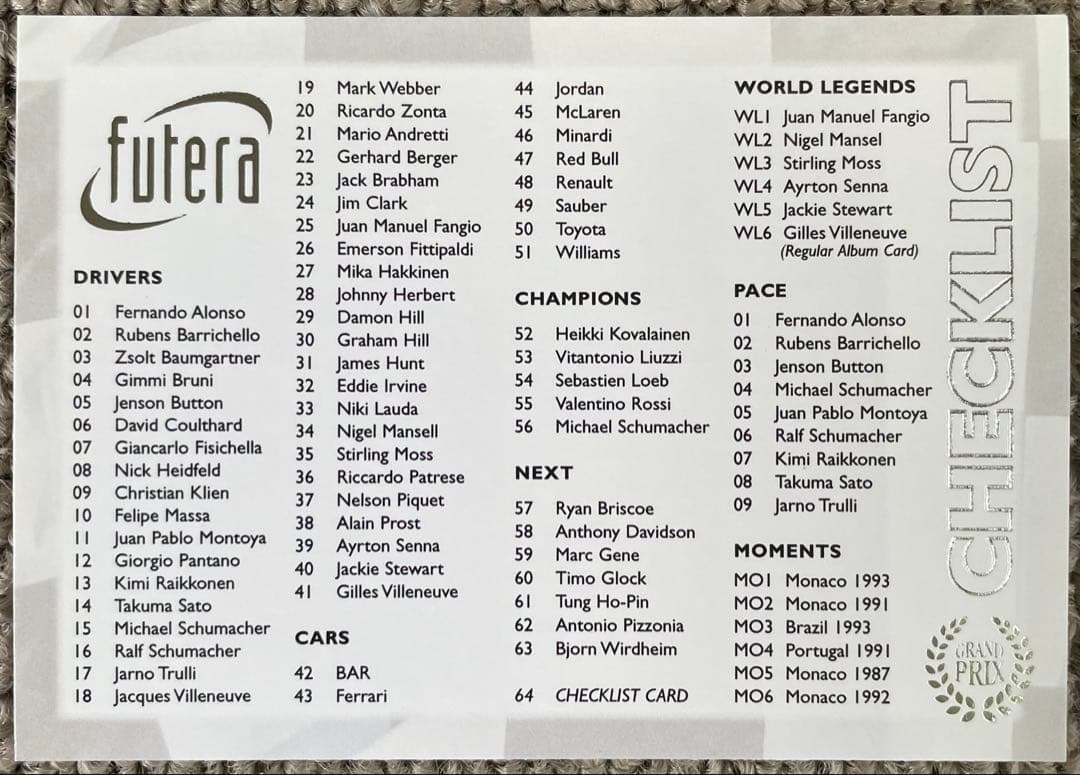 futera
DRIVERS
01 Fernando Alonso
02 Rubens Barrichello
03 Zsolt Baumgartner
04 Gimmi Bruni
05 Jenson Button
06 David Coulthard
07 Giancarlo Fisichella
08 Nick Heidfeld
09 Christian Klien
10 Felipe Massa
11 Juan Pablo Montoya
12 Giorgio Pantano
13 Kimi Raikkonen
14 Takuma Sato
15 Michael Schumacher
16 Ralf Schumacher
17 Jarno Trulli
18 Jacques Villeneuve
19 Mark Webber
20 Ricardo Zonta
21 Mario Andretti
22 Gerhard Berger
23 Jack Brabham
24 Jim Clark
25 Juan Manuel Fangio
26 Emerson Fittipaldi
27 Mika Hakkinen
28 Johnny Herbert
29 Damon Hill
30 Graham Hill
31 James Hunt
32 Eddie Irvine
33 Niki Lauda
34 Nigel Mansell
35 Stirling Moss
36 Riccardo Patrese
37 Nelson Piquet
38 Alain Prost
39 Ayrton Senna
40 Jackie Stewart
41 Gilles Villeneuve
CARS
42 BAR
43 Ferrari
44 Jordan
45 McLaren
46 Minardi
47 Red Bull
48 Renault
49 Sauber
50 Toyota
51 Williams
CHAMPIONS
52 Heikki Kovalainen
53 Vitantonio Liuzzi
54 Sebastien Loeb
55 Valentino Rossi
56 Michael Schumacher
NEXT
57 Ryan Briscoe
58 Anthony Davidson
59 Marc Gene
60 Timo Glock
61 Tung Ho-Pin
62 Antonio Pizzonia
63 Bjorn Wirdheim
64 CHECKLIST CARD
WORLD LEGENDS
WL1 Juan Manuel Fangio
WL2 Nigel Mansel
WL3 Stirling Moss
WL4 Ayrton Senna
WL5 Jackie Stewart
WL6 Gilles Villeneuve
(Regular Album Card)
PACE
01 Fernando Alonso
02 Rubens Barrichello
03 Jenson Button
04 Michael Schumacher
05 Juan Pablo Montoya
06 Ralf Schumacher
07 Kimi Raikkonen
08 Takuma Sato
09 Jarno Trulli
MOMENTS
MO1 Monaco 1993
MO2 Monaco 1991
MO3 Brazil 1993
MO4 Portugal 1991
MO5 Monaco 1987
MO6 Monaco 1992
CHECKLIST
GRAND
PRIX